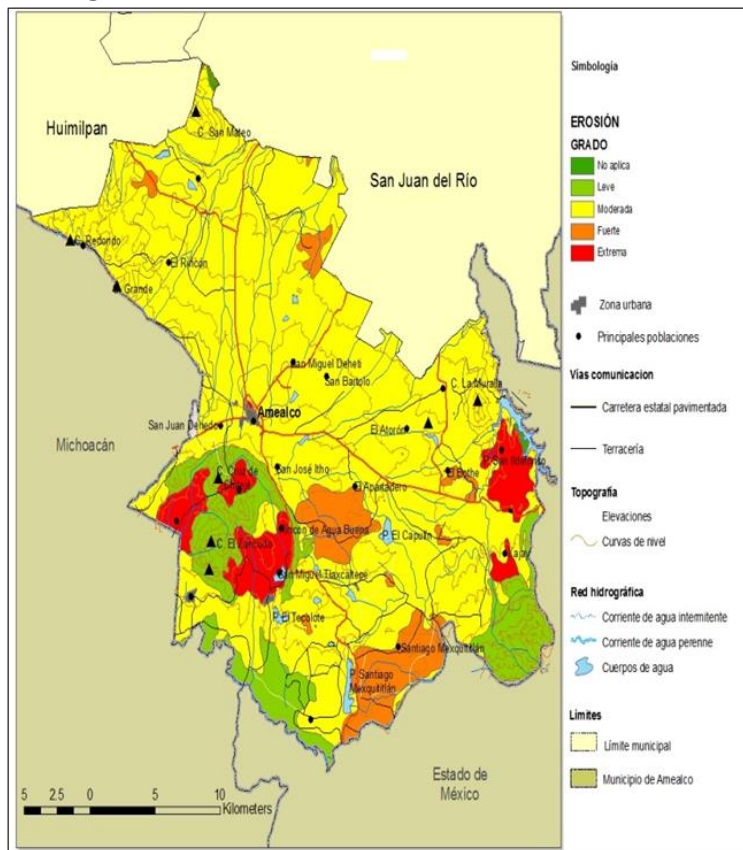 Huimilpan
C. San Mateo
San Juan del Río
C. Redondo
El Rincón
Grande
San Miguel Deheti
San Bartolo
C. La Muralla
Amealco
San Juan Dehedó
El Atorón
Michoacán
San José Itho
El Bothe
P. San Ildefonso
El Apartadero
Rincón de Agua Buena
P. El Capulín
San Miguel Tlaxcaltepec
P. El Tecolote
Santiago Mexquititlán
P. Santiago
Mexquititlán
Estado de
México
5 2.5 0 5 10
Kilometers
Simbología
EROSIÓN
GRADO
No aplica
Leve
Moderada
Fuerte
Extrema
Zona urbana
Principales poblaciones
Vías comunicacion
Carretera estatal pavimentada
Terracería
Topografía
Elevaciones
Curvas de nivel
Red hidrográfica
Corriente de agua intermitente
Corriente de agua perenne
Cuerpos de agua
Límites
Límite municipal
Municipio de Amealco